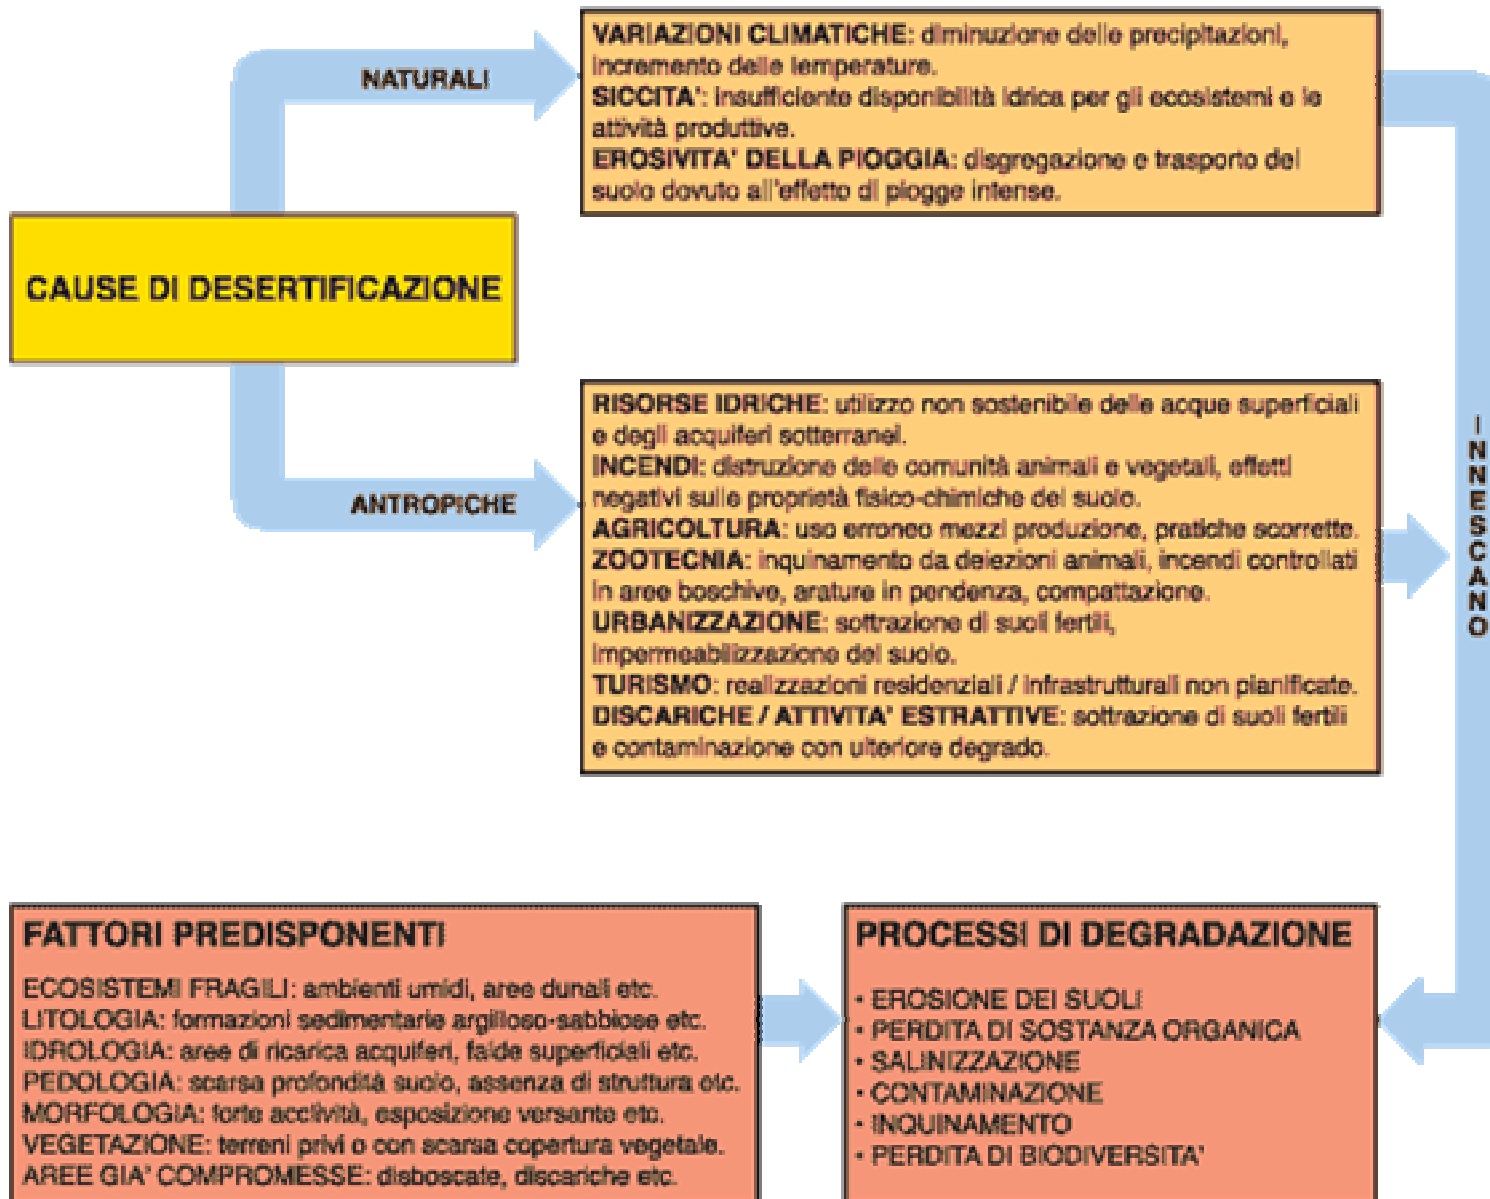 NATURALI
VARIAZIONI CLIMATICHE: diminuzione delle precipitazioni,
incremento delle temperature.
SICCITA': insufficiente disponibilità idrica per gli ecosistemi e le
attività produttive.
EROSIVITA' DELLA PIOGGIA: disgregazione e trasporto del
suolo dovuto all'effetto di piogge intense.
CAUSE DI DESERTIFICAZIONE
ANTROPICHE
RISORSE IDRICHE: utilizzo non sostenibile delle acque superficiali
e degli acquiferi sotterranei.
INCENDI: distruzione delle comunità animali e vegetali, effetti
negativi sulle proprietà fisico-chimiche del suolo.
AGRICOLTURA: uso erroneo mezzi produzione, pratiche scorrette.
ZOOTECNIA: inquinamento da deiezioni animali, incendi controllati
in aree boschive, arature in pendenza, compattazione.
URBANIZZAZIONE: sottrazione di suoli fertili,
impermeabilizzazione del suolo.
TURISMO: realizzazioni residenziali / infrastrutturali non pianificate.
DISCARICHE / ATTIVITA' ESTRATTIVE: sottrazione di suoli fertili
e contaminazione con ulteriore degrado.
INNESCANO
FATTORI PREDISPONENTI
ECOSISTEMI FRAGILI: ambienti umidi, aree dunali etc.
LITOLOGIA: formazioni sedimentarie argilloso-sabbiose etc.
IDROLOGIA: aree di ricarica acquiferi, falde superficiali etc.
PEDOLOGIA: scarsa profondità suolo, assenza di struttura etc.
MORFOLOGIA: forte acclività, esposizione versante etc.
VEGETAZIONE: terreni privi o con scarsa copertura vegetale.
AREE GIA' COMPROMESSE: disboscate, discariche etc.
PROCESSI DI DEGRADAZIONE
• EROSIONE DEI SUOLI
• PERDITA DI SOSTANZA ORGANICA
• SALINIZZAZIONE
• CONTAMINAZIONE
• INQUINAMENTO
• PERDITA DI BIODIVERSITA'